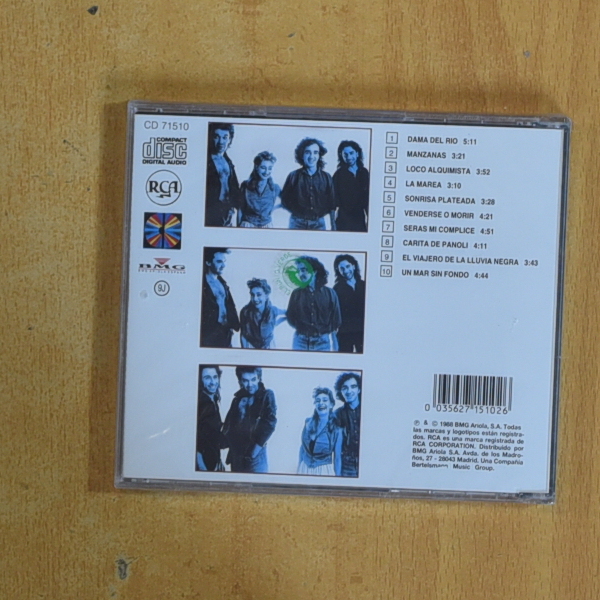 CD 71510
COMPACT
disc
DIGITAL AUDIO
RCA
BMG
9J
1 DAMA DEL RIO 5:11
2 MANZANAS 3:21
3 LOCO ALQUIMISTA 3:52
4 LA MAREA 3:10
5 SONRISA PLATEADA 3:28
6 VENDERSE O MORIR 4:21
7 SERAS MI COMPLICE 4:51
8 CARITA DE PANOLI 4:11
9 EL VIAJERO DE LA LLUVIA NEGRA 3:43
10 UN MAR SIN FONDO 4:44
0 035627 151026
℗ & © 1988 BMG Ariola, S.A. Todas
las marcas y logotipos están registra-
dos. RCA es una marca registrada de
RCA CORPORATION. Distribuido por
BMG Ariola S.A. Avda. de los Madro-
ños, 27 - 28043 Madrid. Una Compañía
Bertelsmann Music Group.